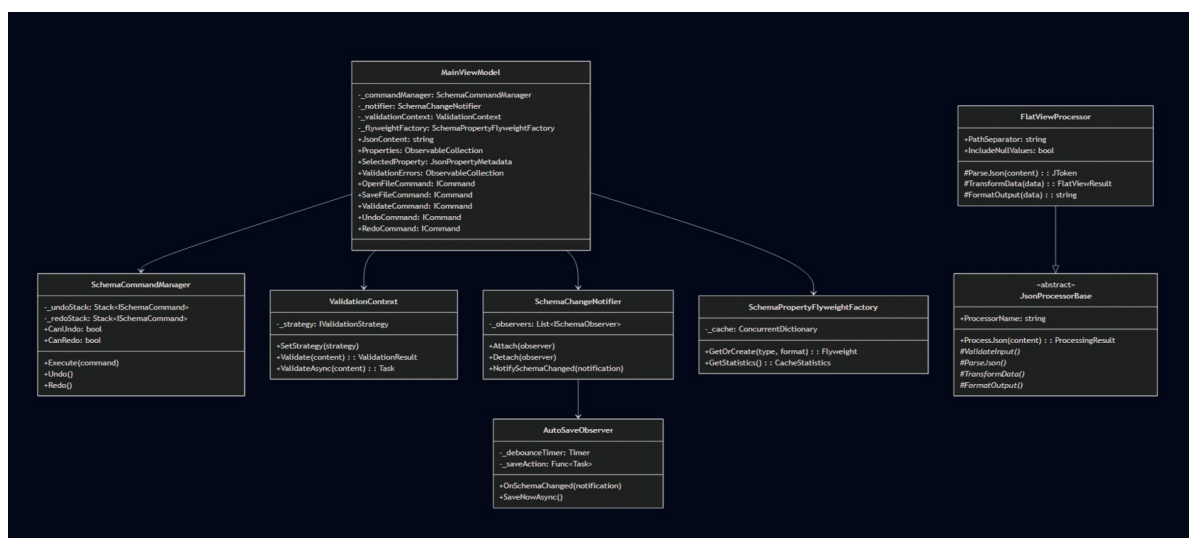 MainViewModel
-_commandManager: SchemaCommandManager
-_notifier: SchemaChangeNotifier
-_validationContext: ValidationContext
-_flyweightFactory: SchemaPropertyFlyweightFactory
+JsonContent: string
+Properties: ObservableCollection
+SelectedProperty: JsonPropertyMetadata
+ValidationErrors: ObservableCollection
+OpenFileCommand: ICommand
+SaveFileCommand: ICommand
+ValidateCommand: ICommand
+UndoCommand: ICommand
+RedoCommand: ICommand
FlatViewProcessor
+PathSeparator: string
+IncludeNullValues: bool
#ParseJson(content) : : JToken
#TransformData(data) : : FlatViewResult
#FormatOutput(data) : : string
SchemaCommandManager
-_undoStack: Stack<ISchemaCommand>
-_redoStack: Stack<ISchemaCommand>
+CanUndo: bool
+CanRedo: bool
+Execute(command)
+Undo()
+Redo()
ValidationContext
-_strategy: IValidationStrategy
+SetStrategy(strategy)
+Validate(content) : : ValidationResult
+ValidateAsync(content) : : Task
SchemaChangeNotifier
-_observers: List<ISchemaObserver>
+Attach(observer)
+Detach(observer)
+NotifySchemaChanged(notification)
SchemaPropertyFlyweightFactory
-_cache: ConcurrentDictionary
+GetOrCreate(type, format) : : Flyweight
+GetStatistics() : : CacheStatistics
«abstract»
JsonProcessorBase
+ProcessorName: string
+ProcessJson(content) : : ProcessingResult
#ValidateInput()
#ParseJson()
#TransformData()
#FormatOutput()
AutoSaveObserver
-_debounceTimer: Timer
-_saveAction: Func<Task>
+OnSchemaChanged(notification)
+SaveNowAsync()